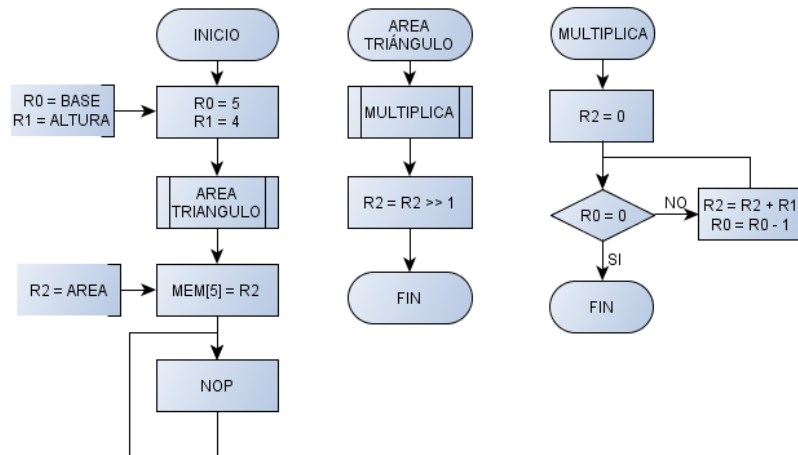 INICIO
R0 = BASE
R1 = ALTURA
R0 = 5
R1 = 4
AREA
TRIANGULO
R2 = AREA
MEM[5] = R2
NOP
AREA
TRIÁNGULO
MULTIPLICA
R2 = R2 >> 1
FIN
MULTIPLICA
R2 = 0
R0 = 0
NO
R2 = R2 + R1
R0 = R0 - 1
SI
FIN